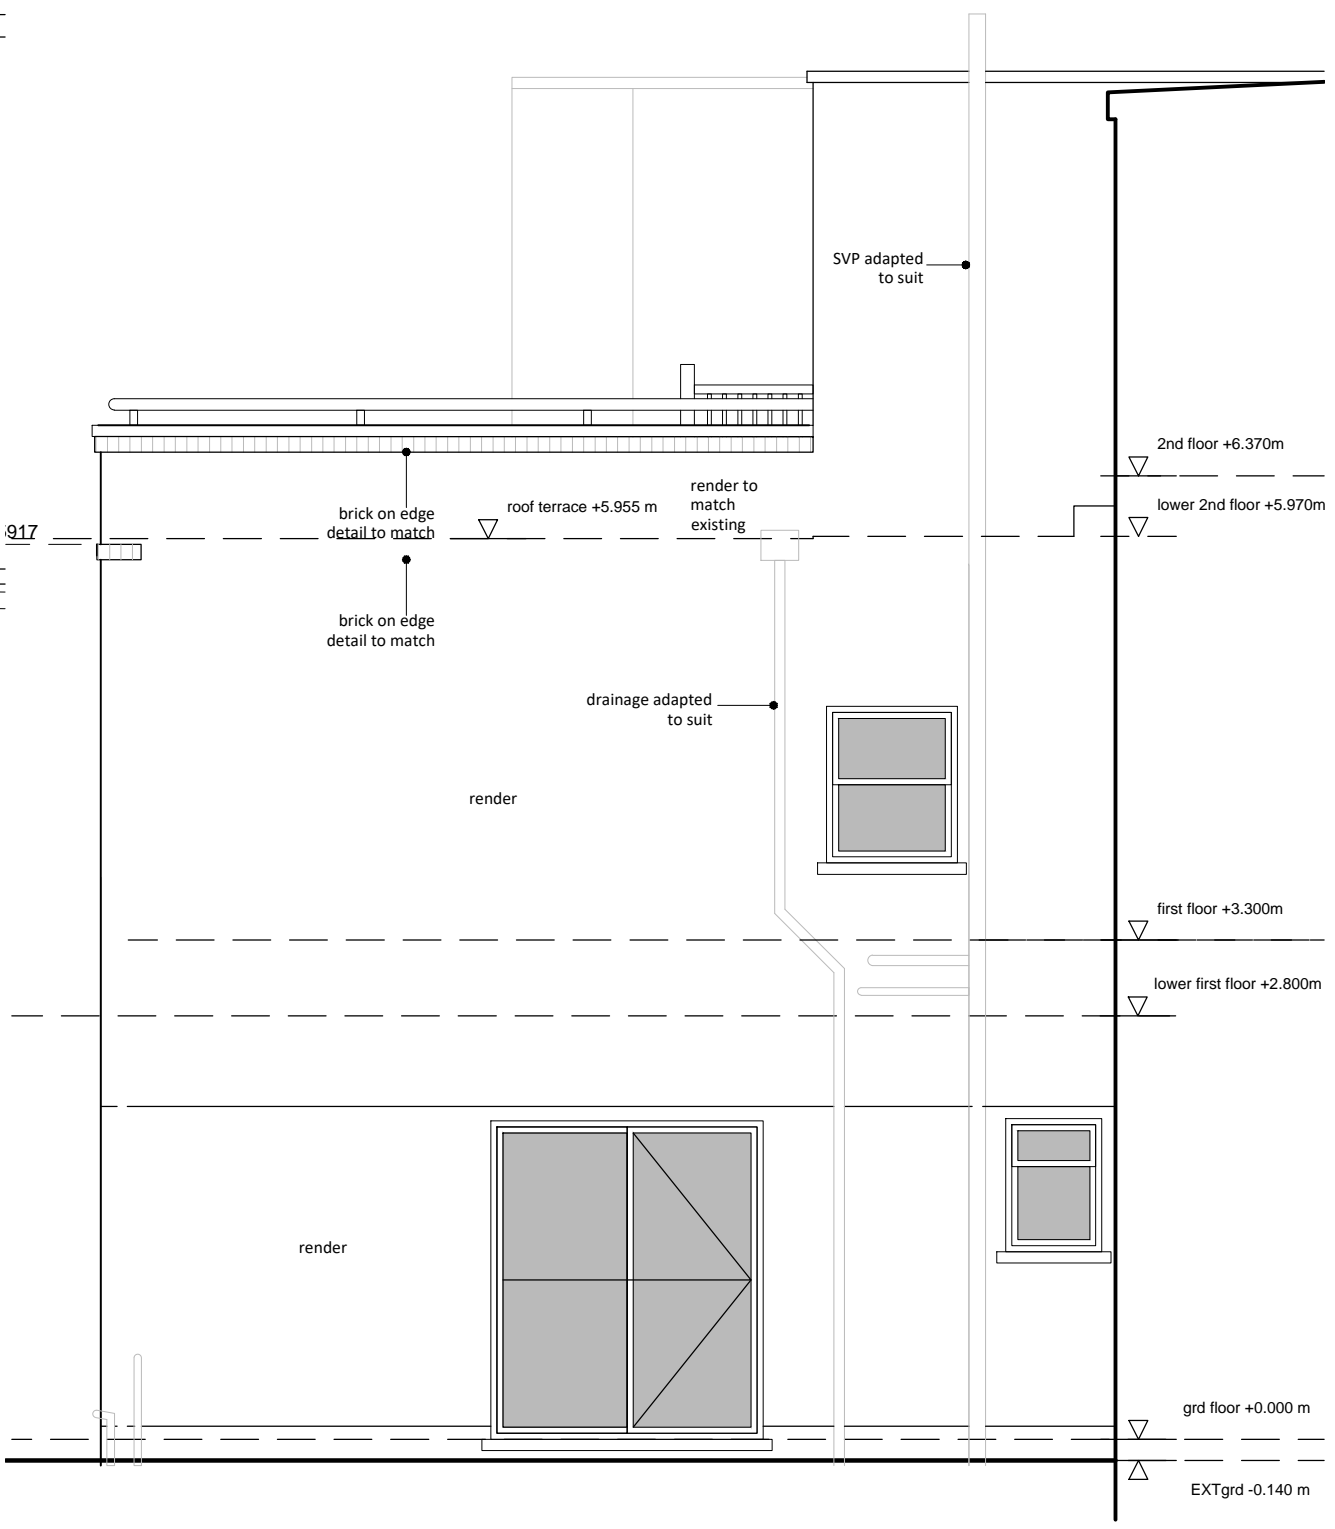 SVP adapted
to suit
2nd floor +6.370m
render to
match
existing
lower 2nd floor +5.970m
roof terrace +5.955 m
brick on edge
detail to match
917
brick on edge
detail to match
drainage adapted
to suit
render
first floor +3.300m
lower first floor +2.800m
render
grd floor +0.000 m
EXTgrd -0.140 m